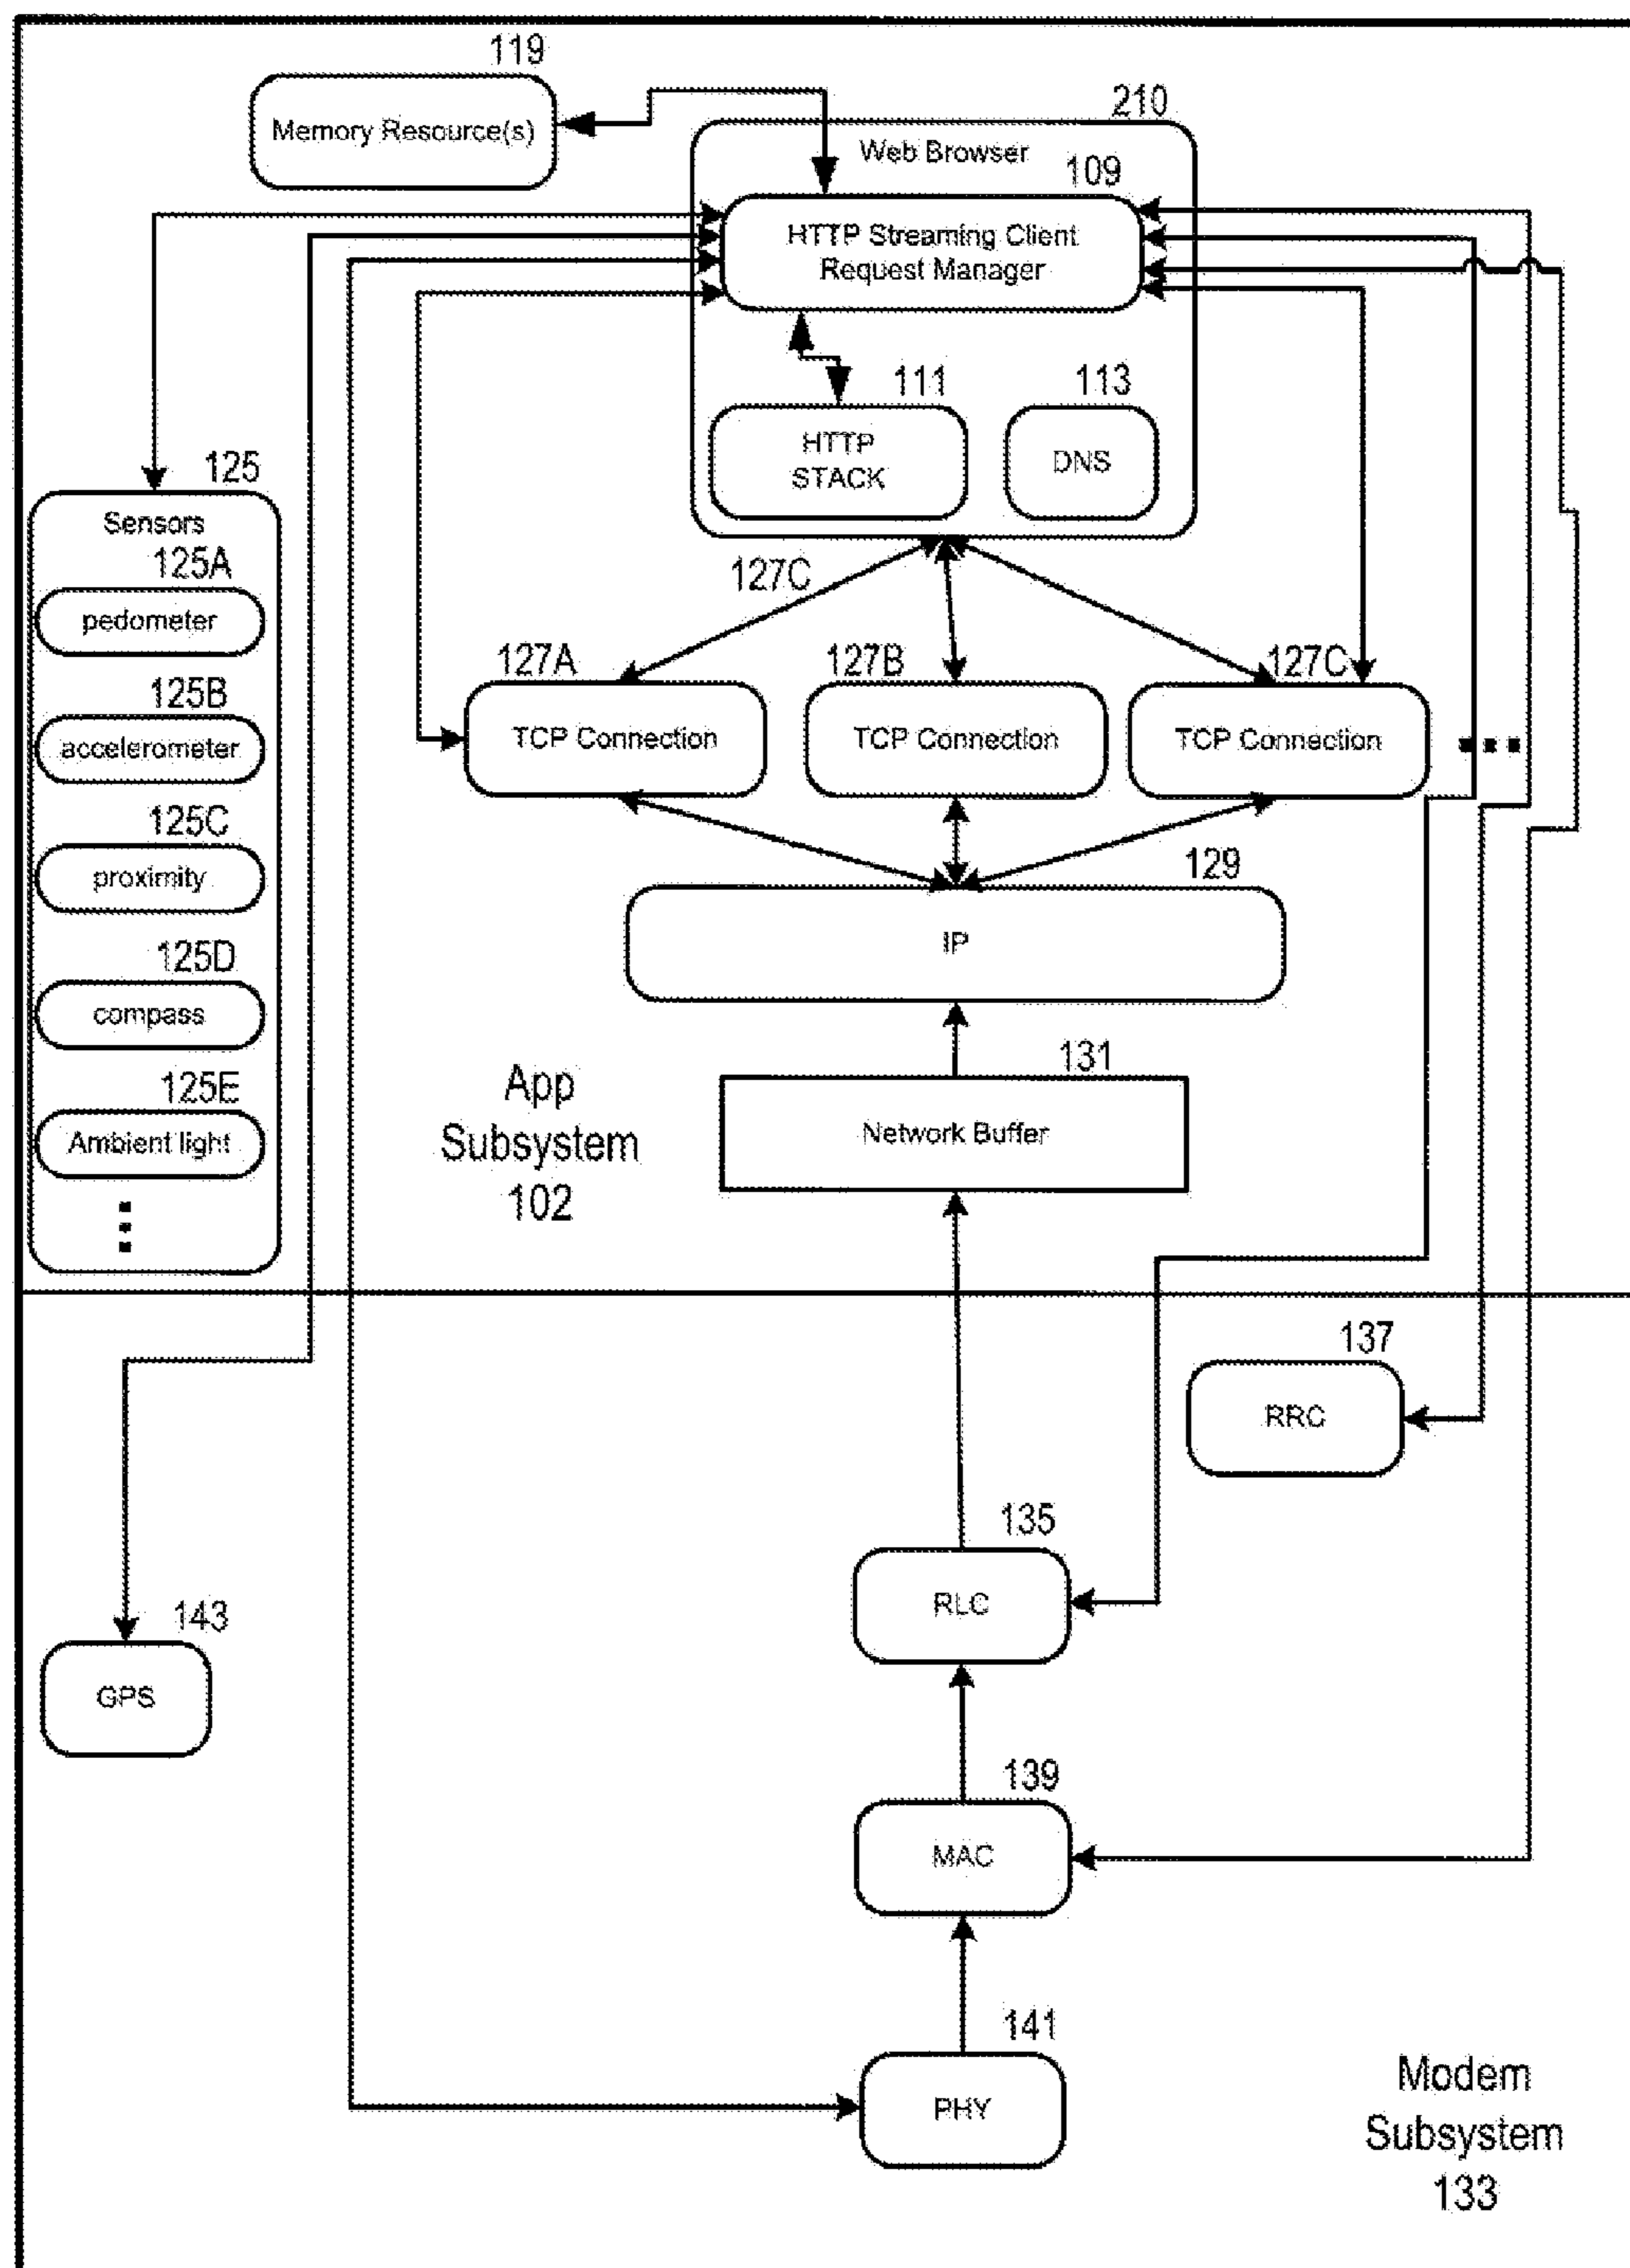 119
Memory Resource(s)
210
Web Browser
109
HTTP Streaming Client
Request Manager
111
HTTP
STACK
113
DNS
125
Sensors
125A
pedometer
125B
accelerometer
125C
proximity
125D
compass
125E
Ambient light
127C
127A
TCP Connection
127B
TCP Connection
127C
TCP Connection
129
IP
131
Network Buffer
App
Subsystem
102
137
RRC
135
RLC
143
GPS
139
MAC
141
PHY
Modem
Subsystem
133